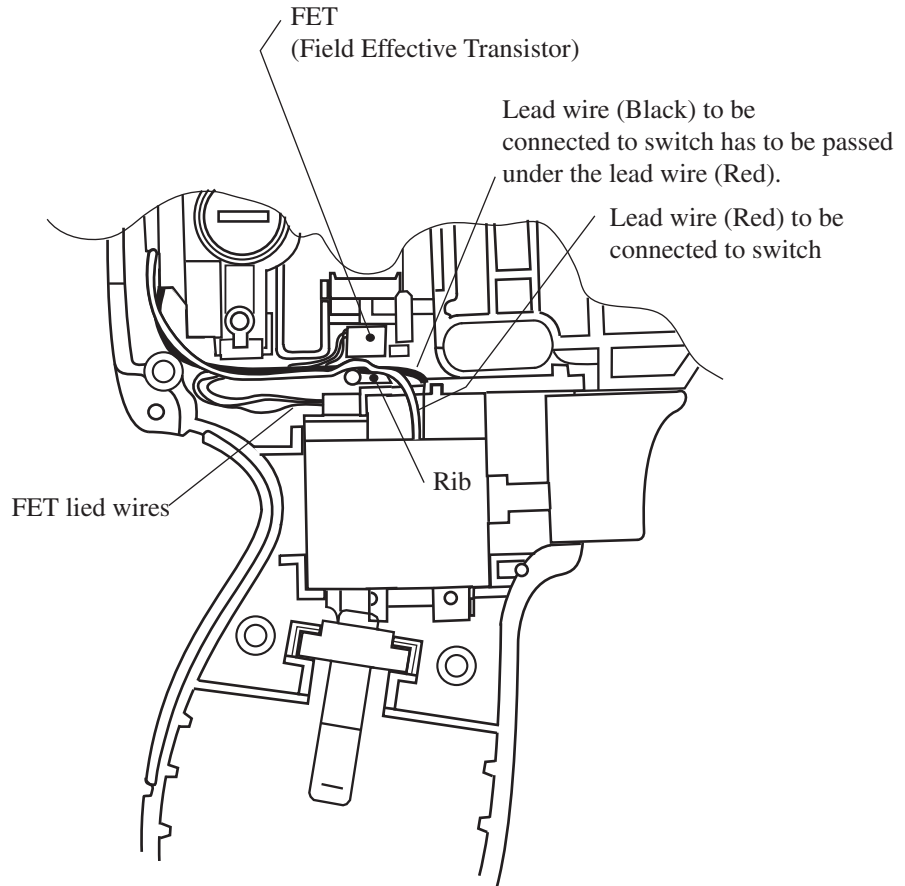 FET
(Field Effective Transistor)
Lead wire (Black) to be
connected to switch has to be passed
under the lead wire (Red).
Lead wire (Red) to be
connected to switch
Rib
FET lied wires